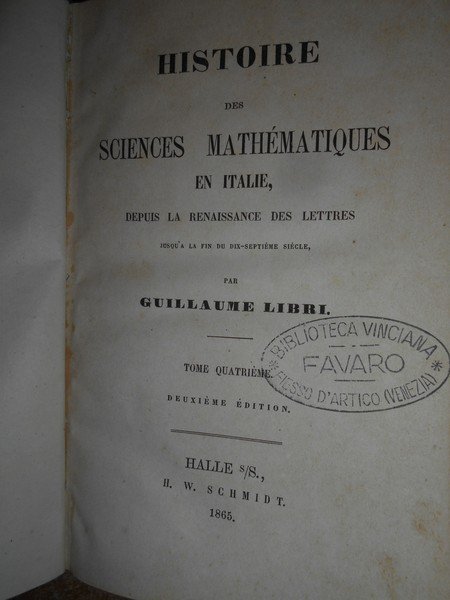 HISTOIRE
DES
SCIENCES MATHÉMATIQUES
EN ITALIE,
DEPUIS LA RENAISSANCE DES LETTRES
JUSQU'A LA FIN DU DIX-SEPTIÈME SIÈCLE,
PAR
GUILLAUME LIBRI.
BIBLIOTECA VINCIANA
FAVARO
* FIESSO D'ARTICO (VENEZIA) *
TOME QUATRIÈME.
DEUXIÈME ÉDITION.
HALLE s/S.,
H. W. SCHMIDT.
1865.